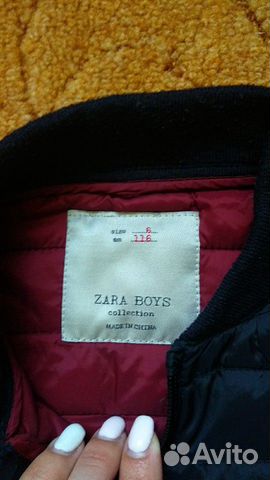 size 6
cm 116
ZARA BOYS
collection
MADE IN CHINA
Avito